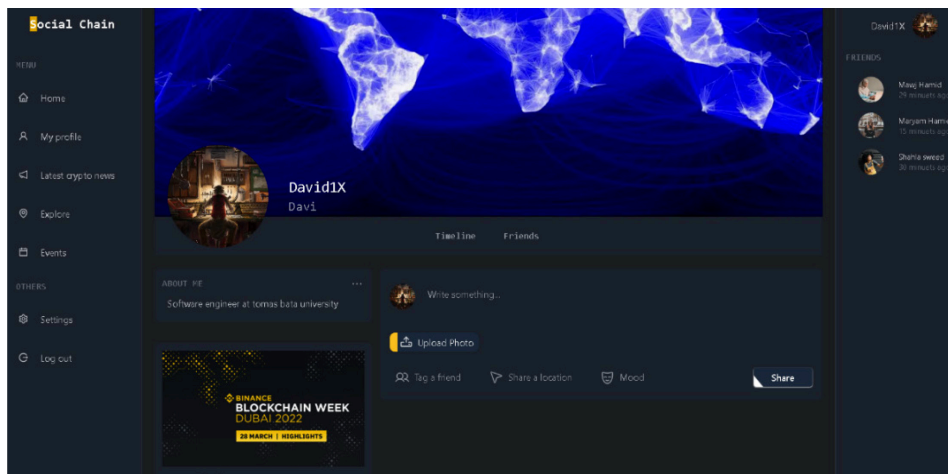 Social Chain
MENU
Home
My profile
Latest crypto news
Explore
Events
OTHERS
Settings
Log out
David1X
Davi
Timeline
Friends
ABOUT ME
...
Software engineer at tomas bata university
BINANCE
BLOCKCHAIN WEEK
DUBAI 2022
28 MARCH | HIGHLIGHTS
Write something...
Upload Photo
Tag a friend
Share a location
Mood
Share
David1X
FRIENDS
Hamid
29 minuets ago
Maryam Hami
15 minuets ago
Shahla sweed
30 minuets ago